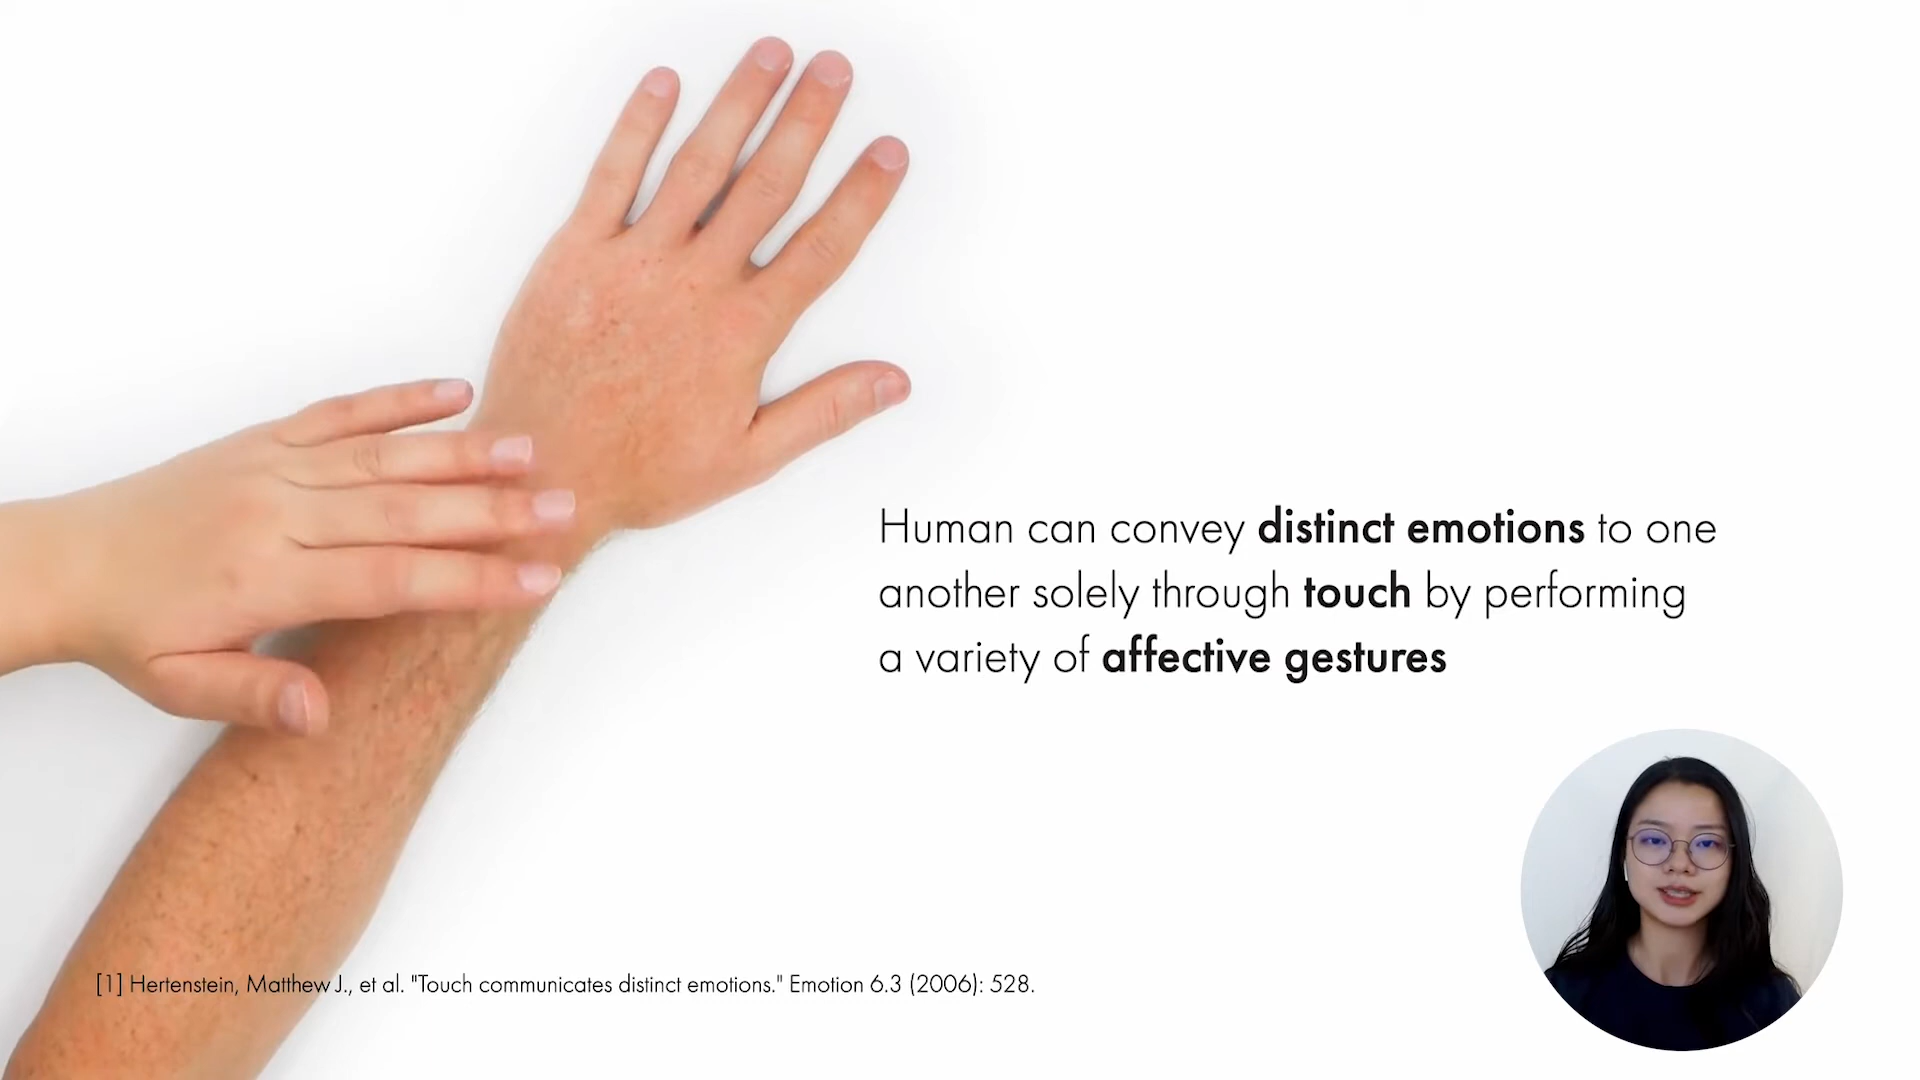 Human can convey distinct emotions to one
another solely through touch by performing
a variety of affective gestures
[1] Hertenstein, Matthew J., et al. "Touch communicates distinct emotions." Emotion 6.3 (2006): 528.